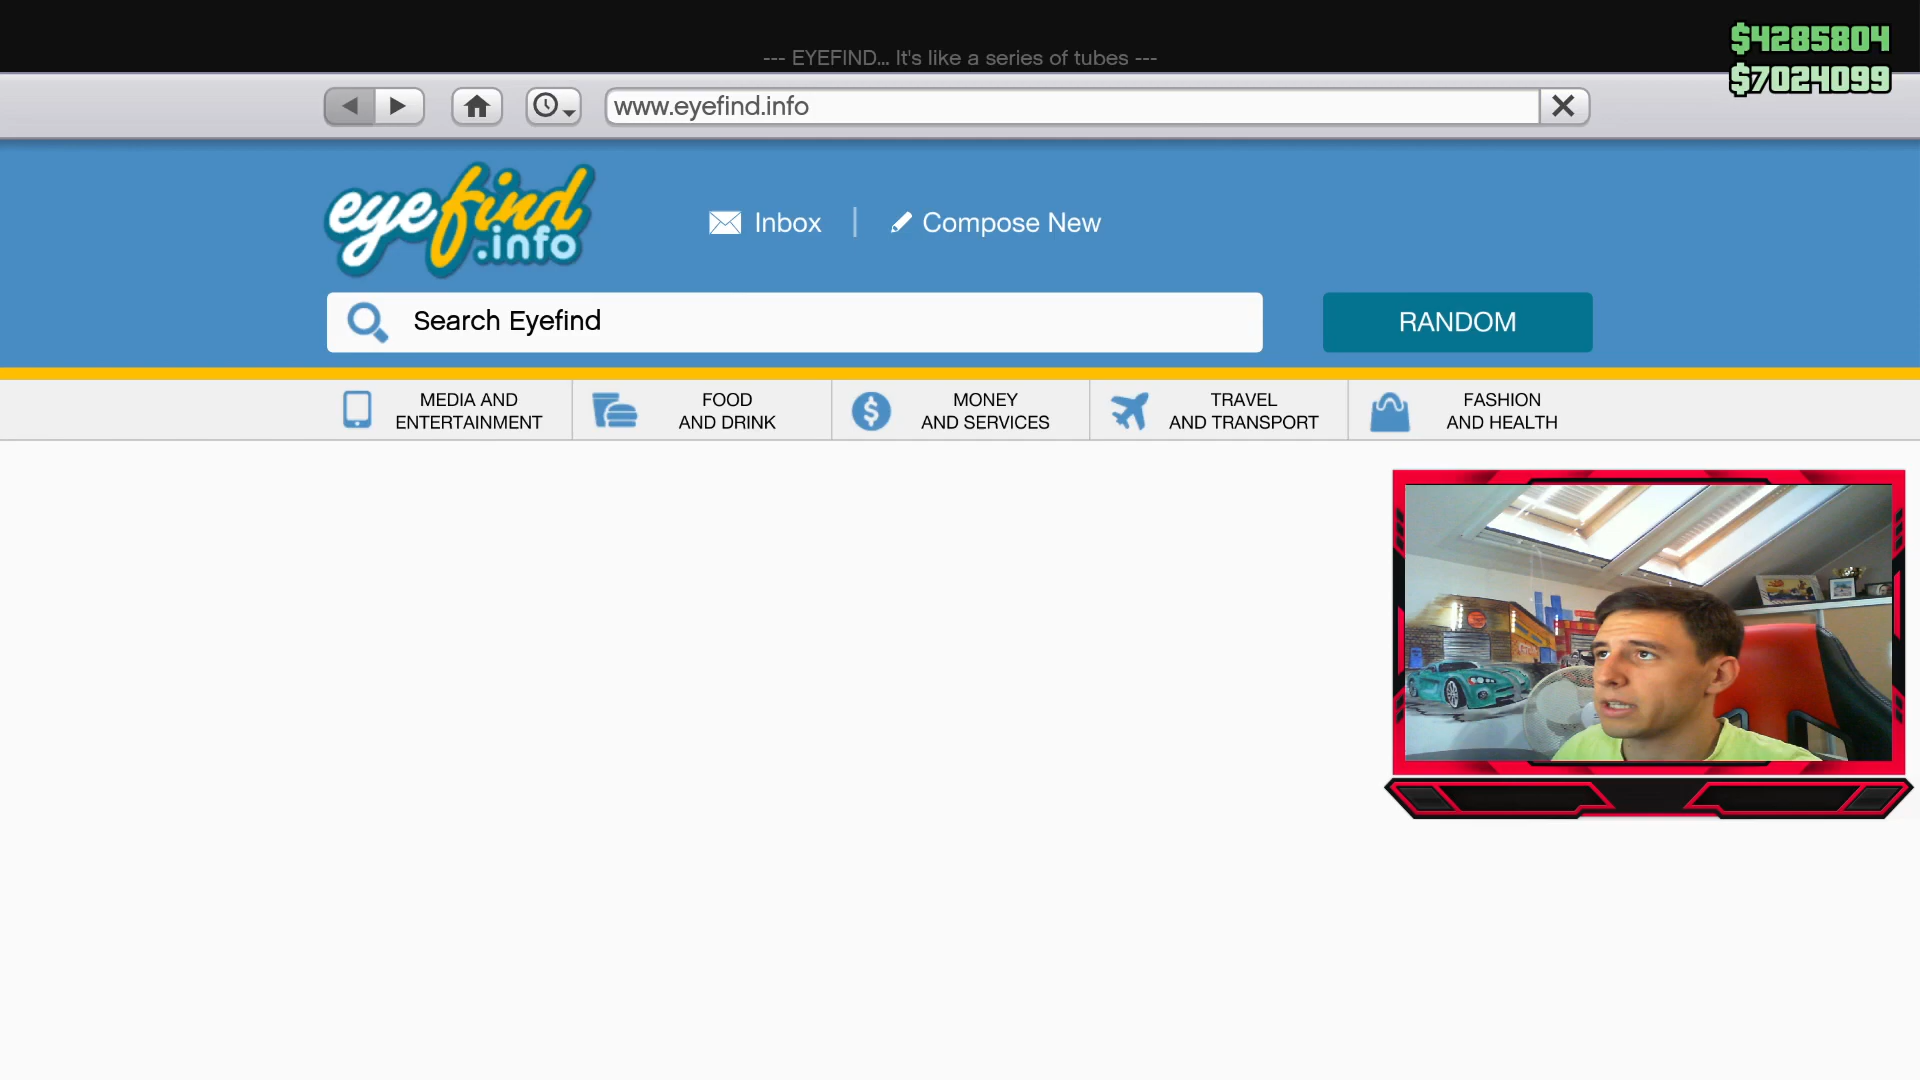 --- EYEFIND... It's like a series of tubes ---
$4285804
$7024099
www.eyefind.info
eyefind
.info
Inbox
Compose New
Search Eyefind
RANDOM
MEDIA AND
ENTERTAINMENT
FOOD
AND DRINK
MONEY
AND SERVICES
TRAVEL
AND TRANSPORT
FASHION
AND HEALTH